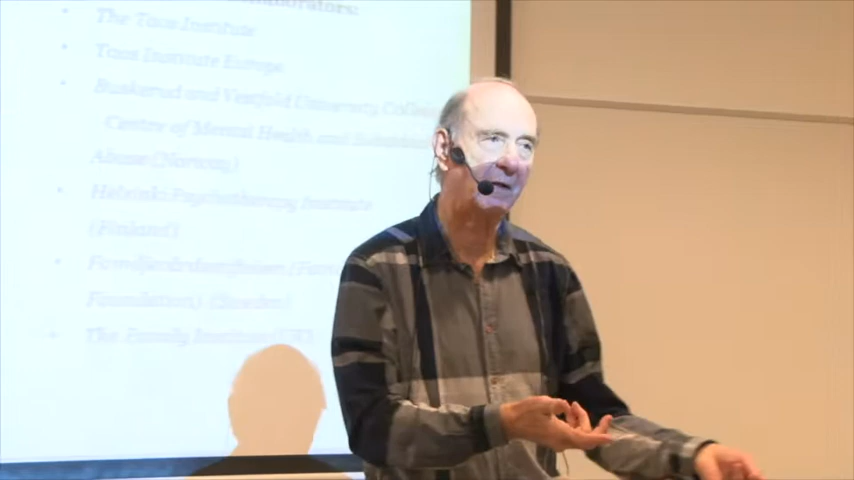 The Taos Institute
Taos Institute Europe
Buskerud and Vestfold University College
Centre of Mental Health and Substance
Abuse (Norway)
Helsinki Psychotherapy Institute
(Finland)
Foundation) (Sweden)
The Family Institute